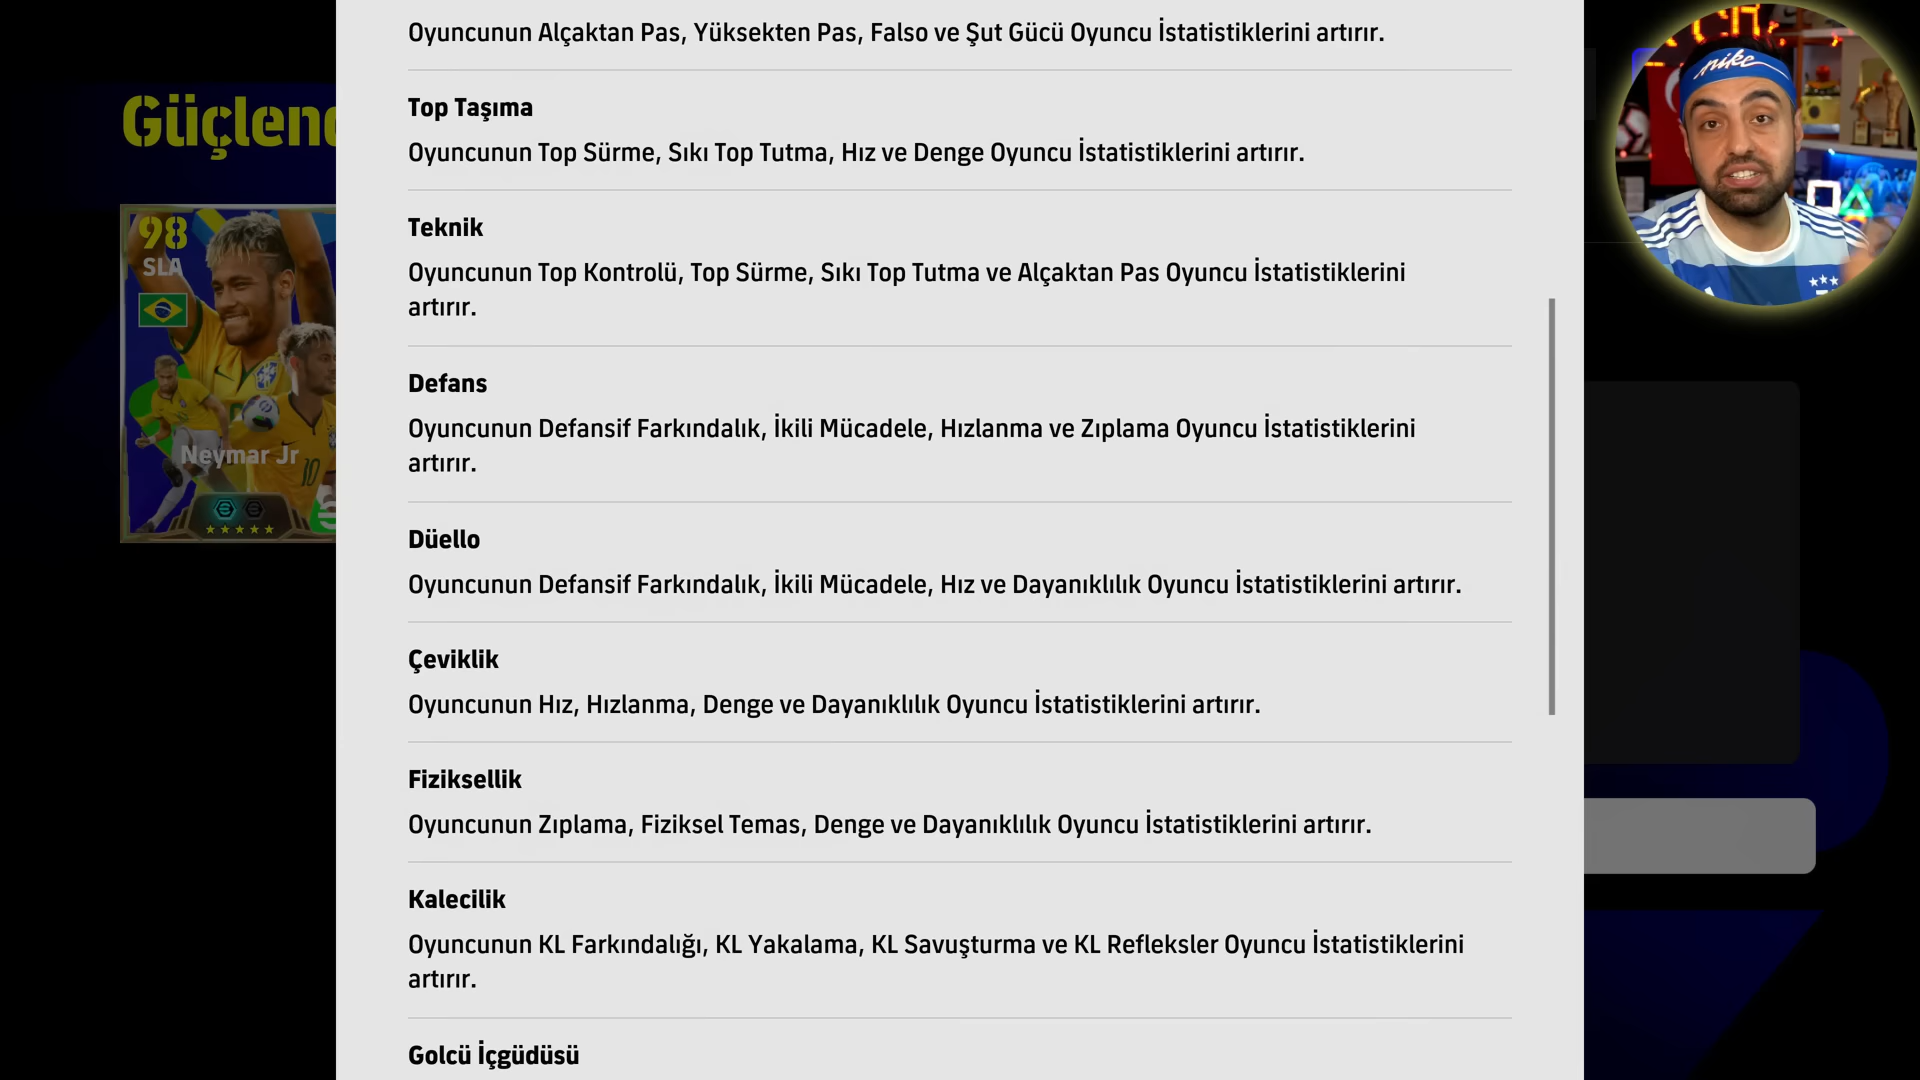 Oyuncunun Alçaktan Pas, Yüksekten Pas, Falso ve Şut Gücü Oyuncu İstatistiklerini artırır.
Güçlend
Top Taşıma
Oyuncunun Top Sürme, Sıkı Top Tutma, Hız ve Denge Oyuncu İstatistiklerini artırır.
Teknik
Oyuncunun Top Kontrolü, Top Sürme, Sıkı Top Tutma ve Alçaktan Pas Oyuncu İstatistiklerini
artırır.
Defans
Oyuncunun Defansif Farkındalık, İkili Mücadele, Hızlanma ve Zıplama Oyuncu İstatistiklerini
artırır.
Düello
Oyuncunun Defansif Farkındalık, İkili Mücadele, Hız ve Dayanıklılık Oyuncu İstatistiklerini artırır.
Çeviklik
Oyuncunun Hız, Hızlanma, Denge ve Dayanıklılık Oyuncu İstatistiklerini artırır.
Fiziksellik
Oyuncunun Zıplama, Fiziksel Temas, Denge ve Dayanıklılık Oyuncu İstatistiklerini artırır.
Kalecilik
Oyuncunun KL Farkındalığı, KL Yakalama, KL Savuşturma ve KL Refleksler Oyuncu İstatistiklerini
artırır.
Golcü İçgüdüsü
98
SLA
Neymar Jr
10
nike